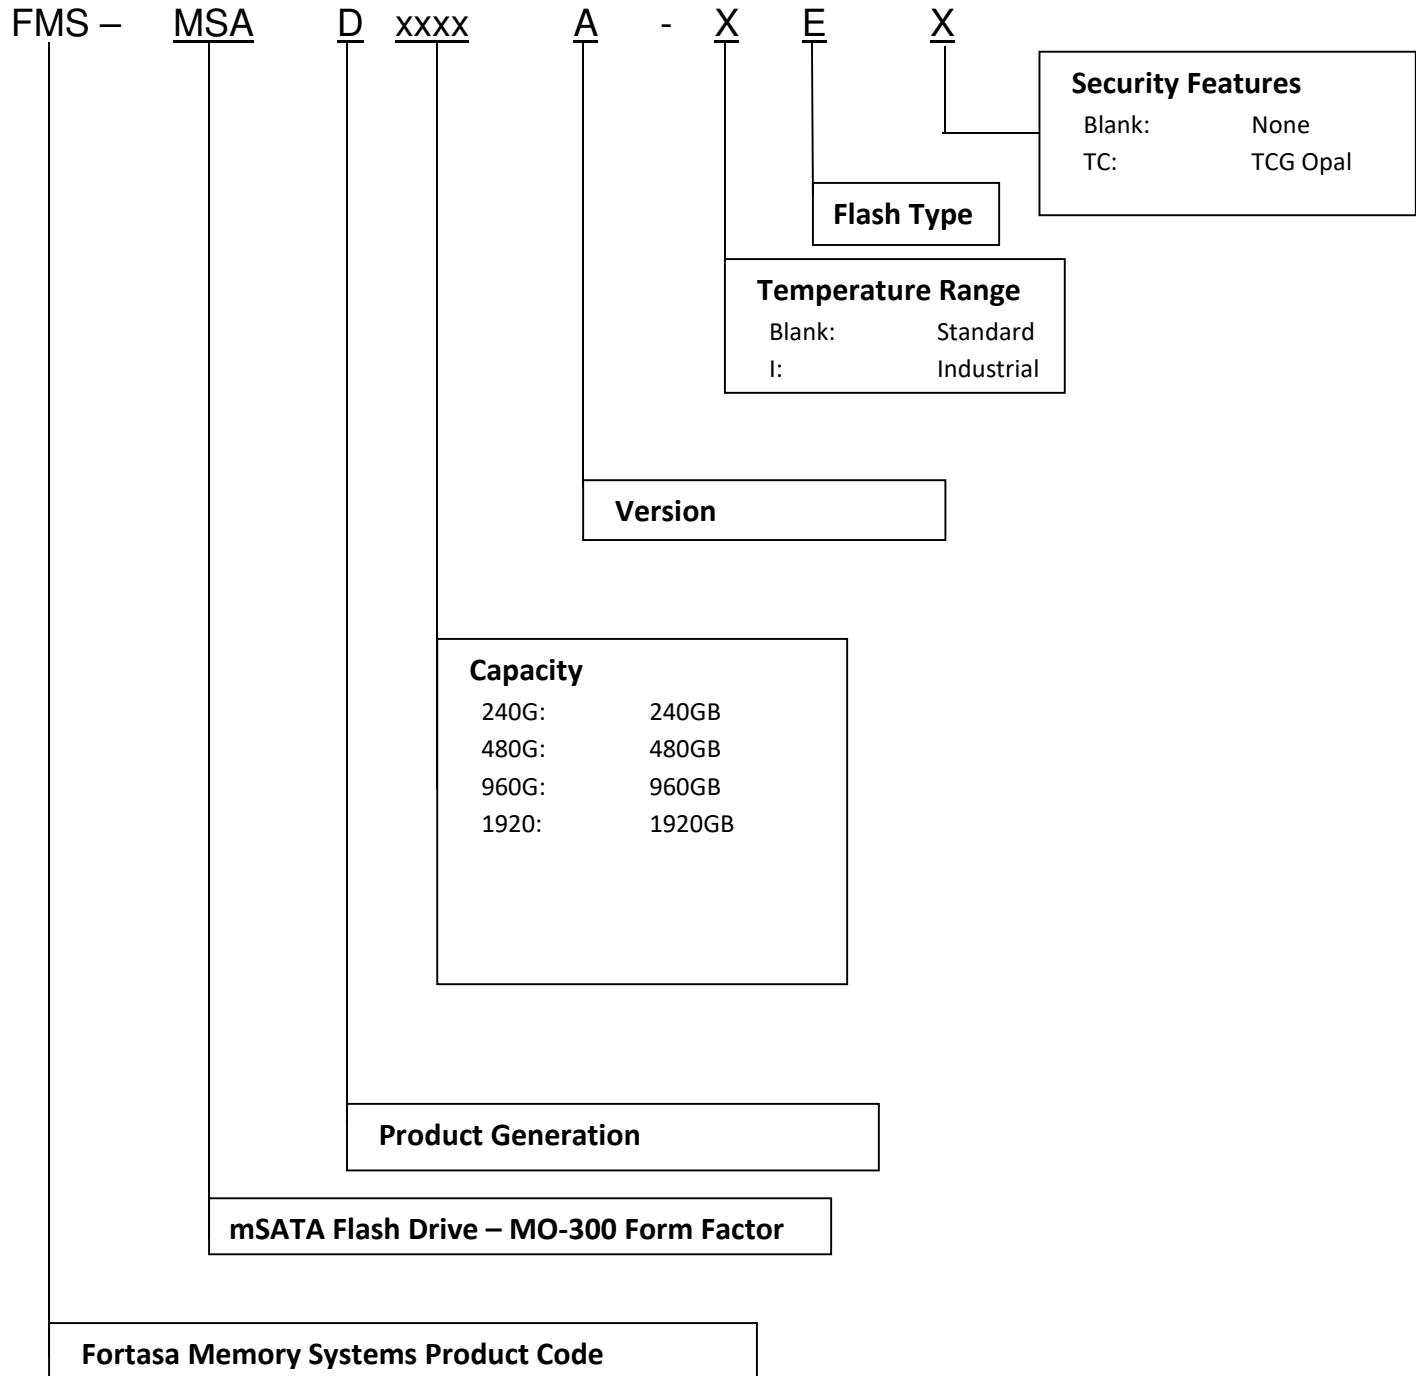 FMS – MSA D xxxx A - X E X
Security Features
Blank: None
TC: TCG Opal
Flash Type
Temperature Range
Blank: Standard
I: Industrial
Version
Capacity
240G: 240GB
480G: 480GB
960G: 960GB
1920: 1920GB
Product Generation
mSATA Flash Drive – MO-300 Form Factor
Fortasa Memory Systems Product Code